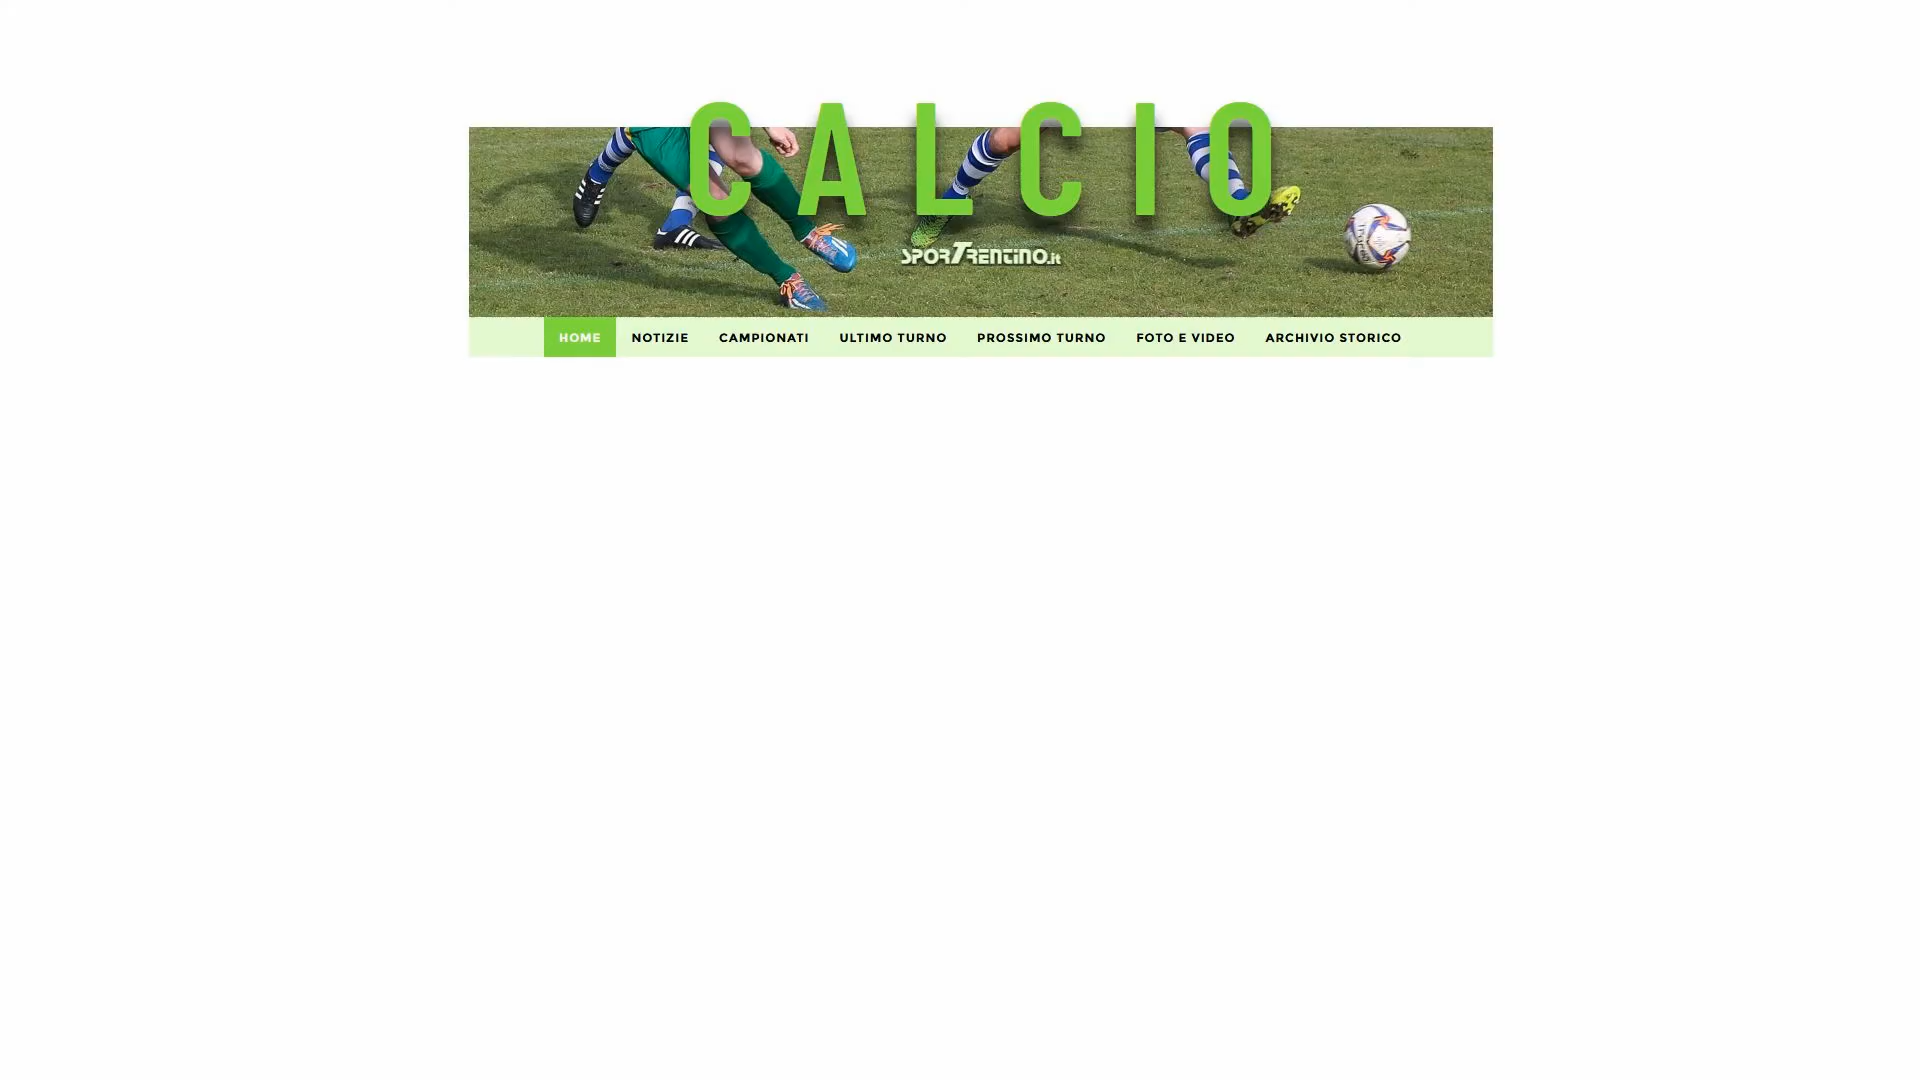 CALCIO
SPORTRENTINO.it
HOME NOTIZIE CAMPIONATI ULTIMO TURNO PROSSIMO TURNO FOTO E VIDEO ARCHIVIO STORICO